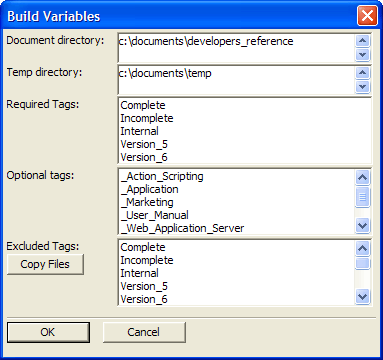 Build Variables
Document directory:
c:\documents\developers_reference
Temp directory:
c:\documents\temp
Required Tags:
Complete
Incomplete
Internal
Version_5
Version_6
Optional tags:
_Action_Scripting
_Application
_Marketing
_User_Manual
_Web_Application_Server
Excluded Tags:
Copy Files
Complete
Incomplete
Internal
Version_5
Version_6
OK
Cancel